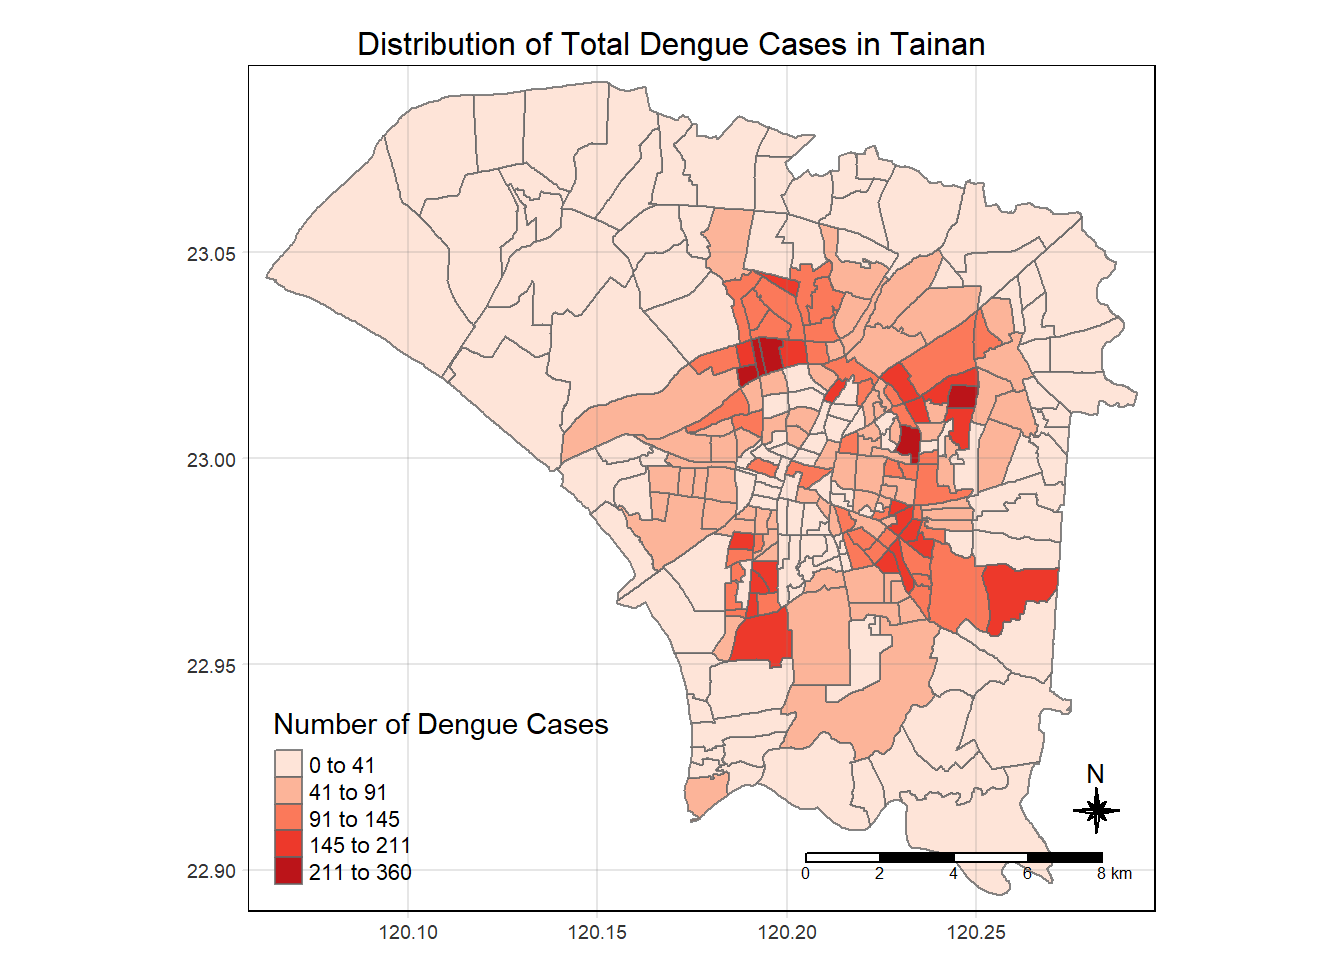 Distribution of Total Dengue Cases in Tainan
23.05
23.00
22.95
22.90
Number of Dengue Cases
0 to 41
41 to 91
91 to 145
145 to 211
211 to 360
N
0 2 4 6 8 km
120.10 120.15 120.20 120.25